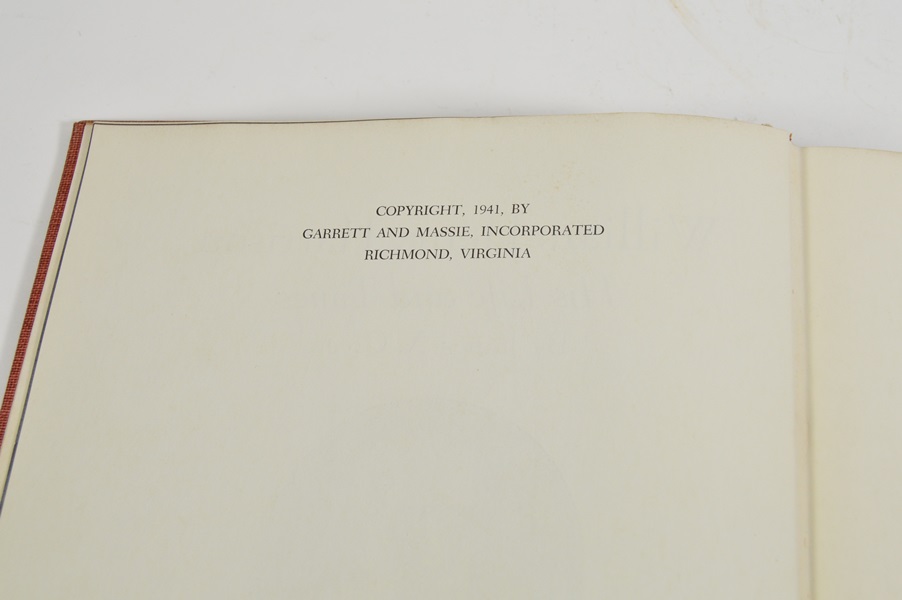 COPYRIGHT, 1941, BY
GARRETT AND MASSIE, INCORPORATED
RICHMOND, VIRGINIA